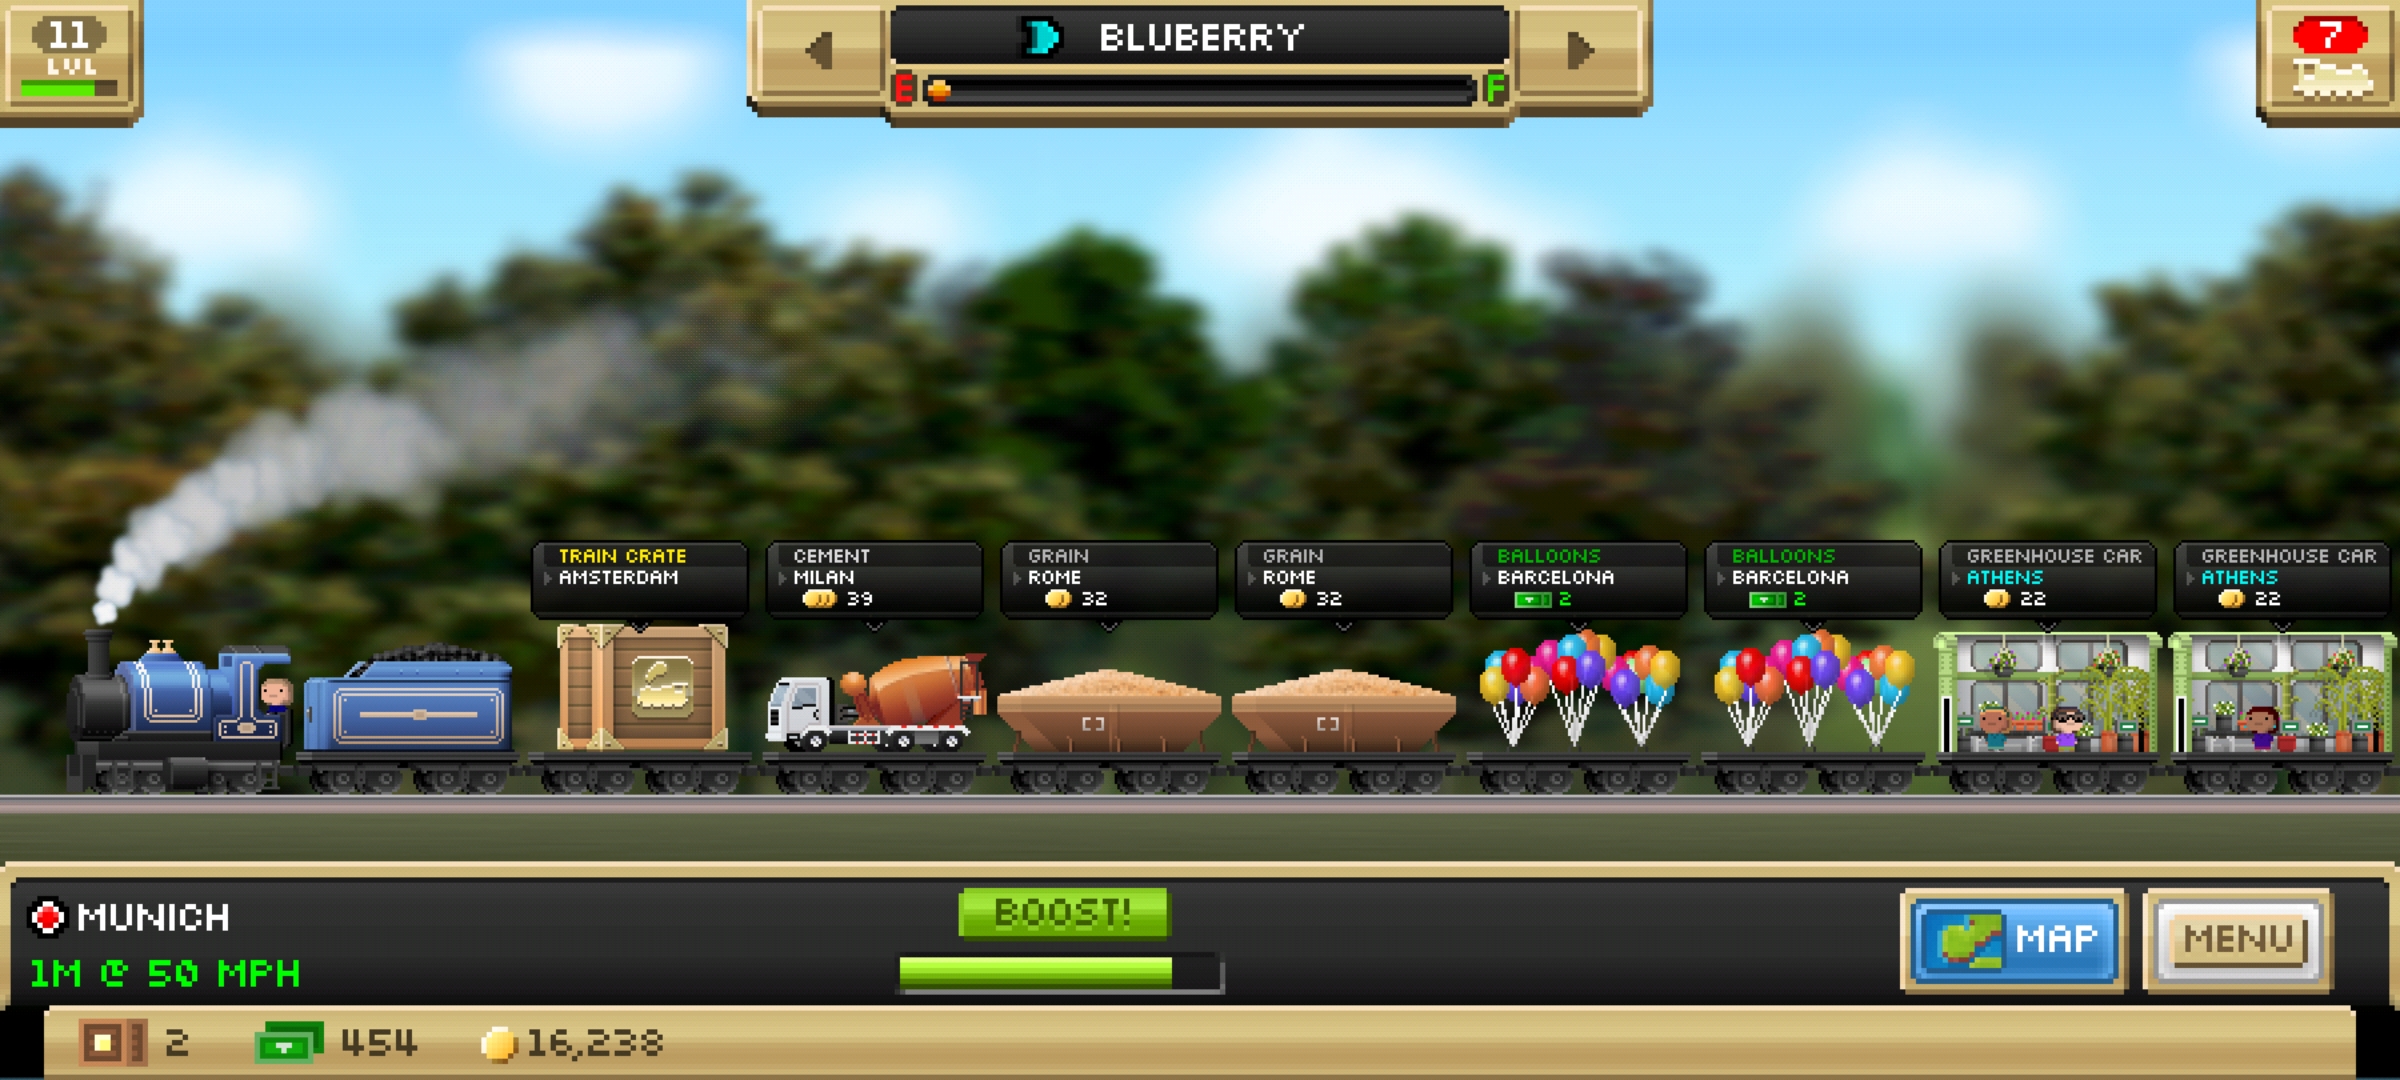 11
LVL
BLUBERRY
E
F
7
TRAIN CRATE
AMSTERDAM
CEMENT
MILAN
39
GRAIN
ROME
32
GRAIN
ROME
32
BALLOONS
BARCELONA
2
BALLOONS
BARCELONA
2
GREENHOUSE CAR
ATHENS
22
GREENHOUSE CAR
ATHENS
22
MUNICH
1M @ 50 MPH
BOOST!
MAP
MENU
2
454
16,238